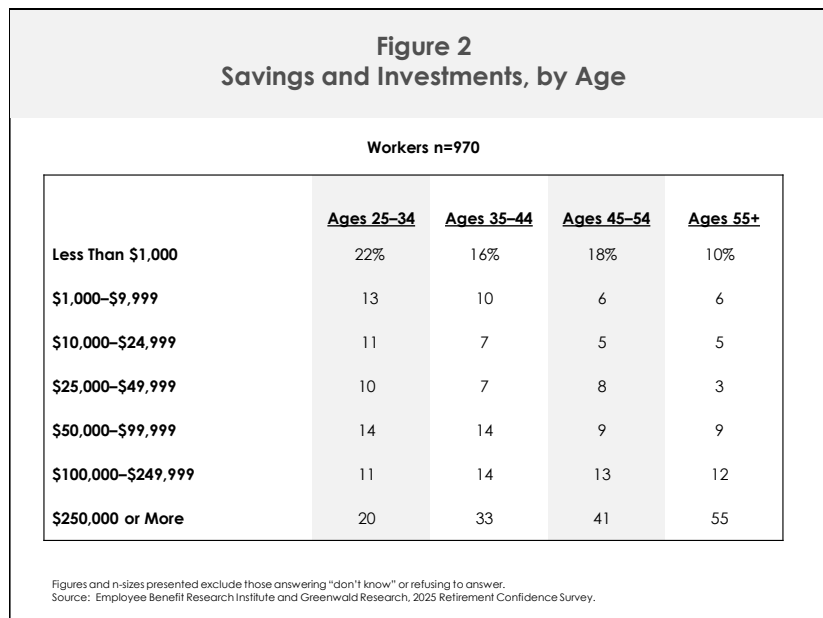 Figure 2
Savings and Investments, by Age
Workers n=970
Ages 25–34 Ages 35–44 Ages 45–54 Ages 55+
Less Than $1,000 22% 16% 18% 10%
$1,000–$9,999 13 10 6 6
$10,000–$24,999 11 7 5 5
$25,000–$49,999 10 7 8 3
$50,000–$99,999 14 14 9 9
$100,000–$249,999 11 14 13 12
$250,000 or More 20 33 41 55
Figures and n-sizes presented exclude those answering “don’t know” or refusing to answer.
Source: Employee Benefit Research Institute and Greenwald Research, 2025 Retirement Confidence Survey.